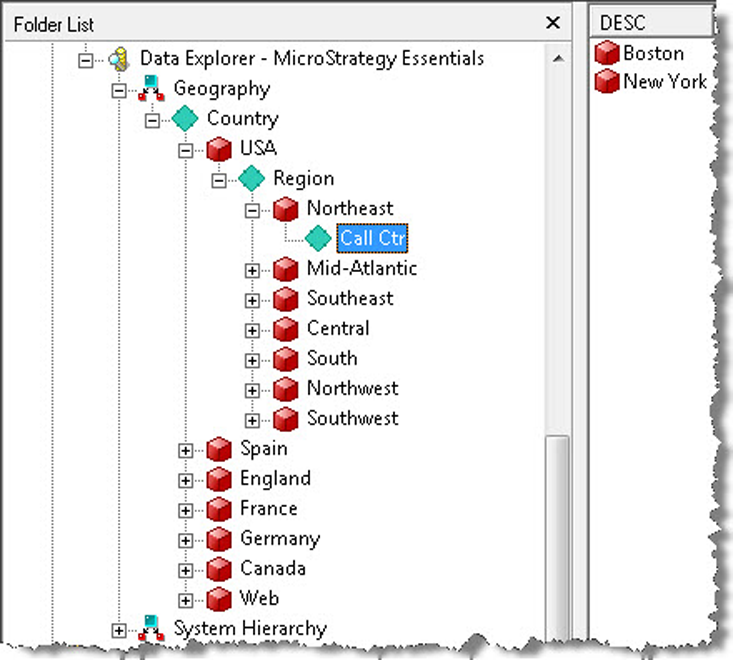 Folder List
Data Explorer - MicroStrategy Essentials
Geography
Country
USA
Region
Northeast
Call Ctr
Mid-Atlantic
Southeast
Central
South
Northwest
Southwest
Spain
England
France
Germany
Canada
Web
System Hierarchy
DESC
Boston
New York